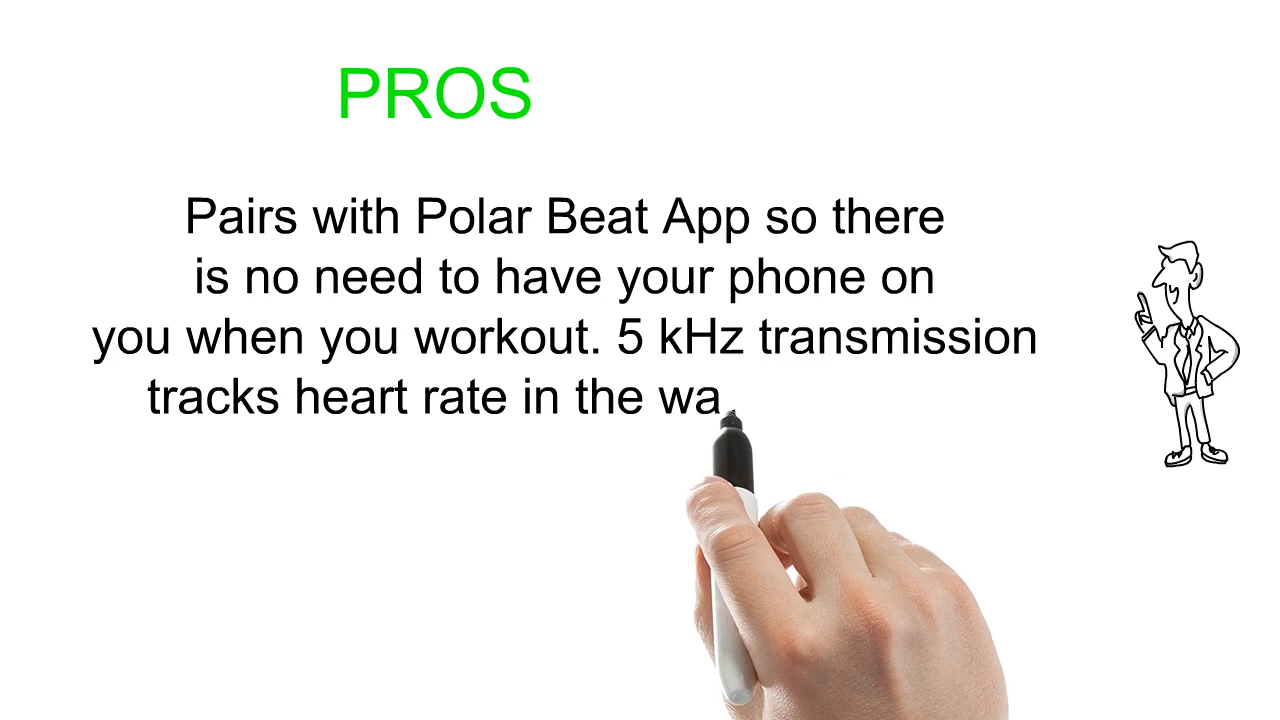 PROS
Pairs with Polar Beat App so there
is no need to have your phone on
you when you workout. 5 kHz transmission
tracks heart rate in the wa